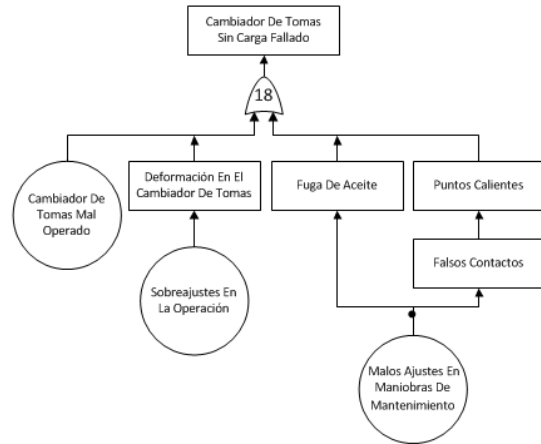 Cambiador De Tomas
Sin Carga Fallado
18
Cambiador De
Tomas Mal
Operado
Deformación En El
Cambiador De Tomas
Fuga De Aceite
Puntos Calientes
Sobreajustes En
La Operación
Falsos Contactos
Malos Ajustes En
Maniobras De
Mantenimiento